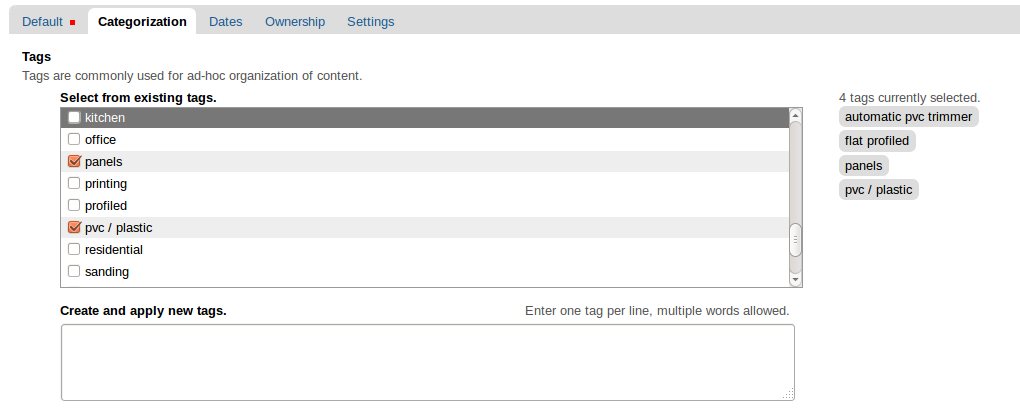 Default Categorization Dates Ownership Settings
Tags
Tags are commonly used for ad-hoc organization of content.
Select from existing tags.
kitchen
office
panels
printing
profiled
pvc / plastic
residential
sanding
4 tags currently selected.
automatic pvc trimmer
flat profiled
panels
pvc / plastic
Create and apply new tags. Enter one tag per line, multiple words allowed.